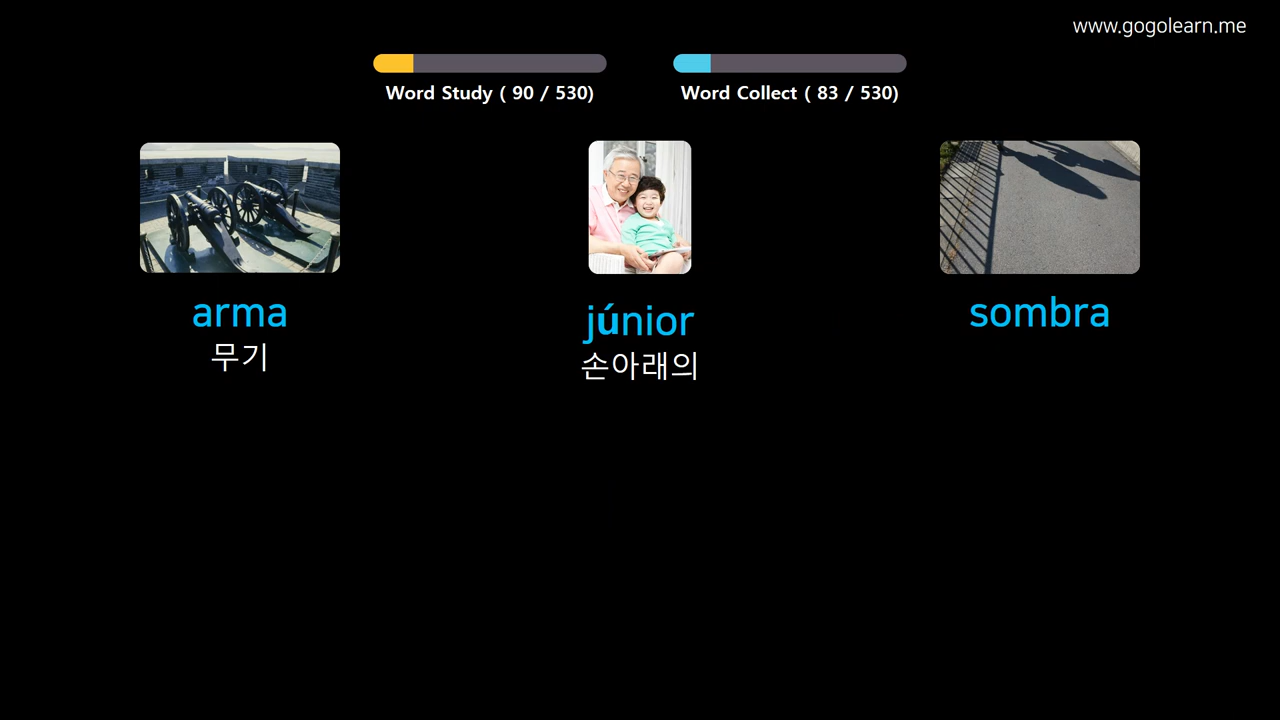 www.gogolearn.me
Word Study ( 90 / 530)
Word Collect ( 83 / 530)
arma
무기
júnior
손아래의
sombra